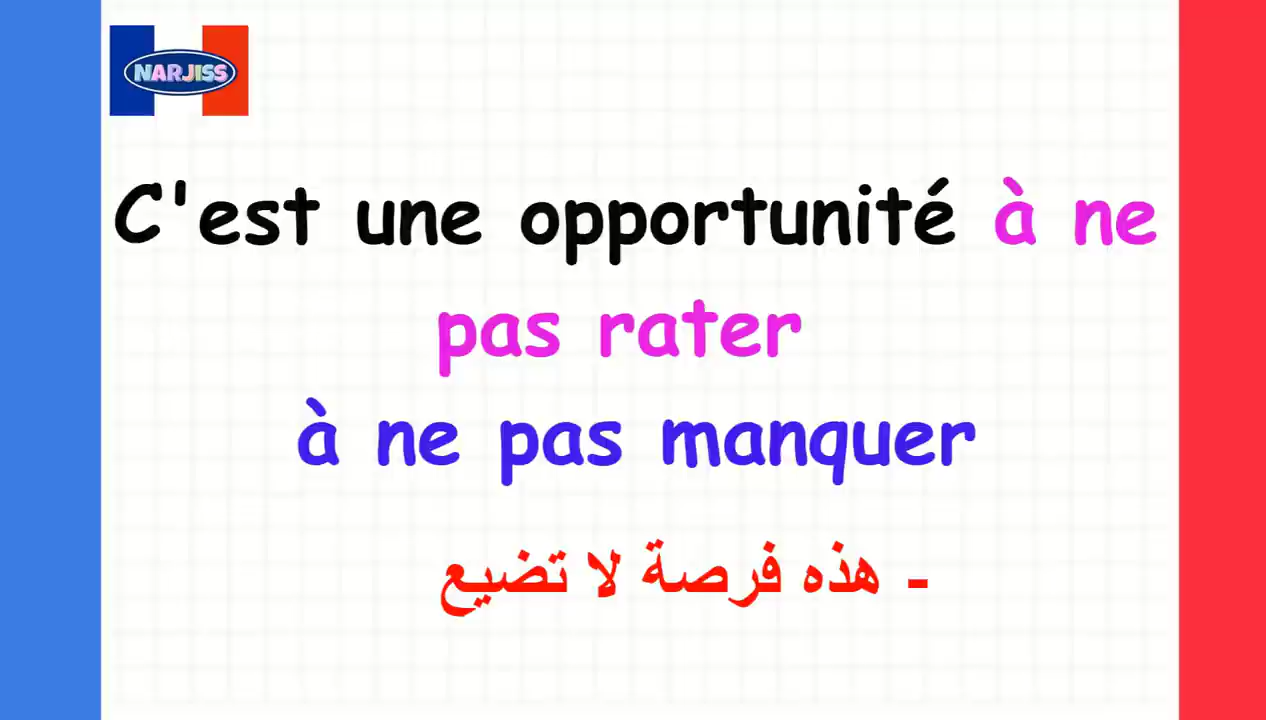 NARJISS
C'est une opportunité à ne
pas rater
à ne pas manquer
- هذه فرصة لا تضيع